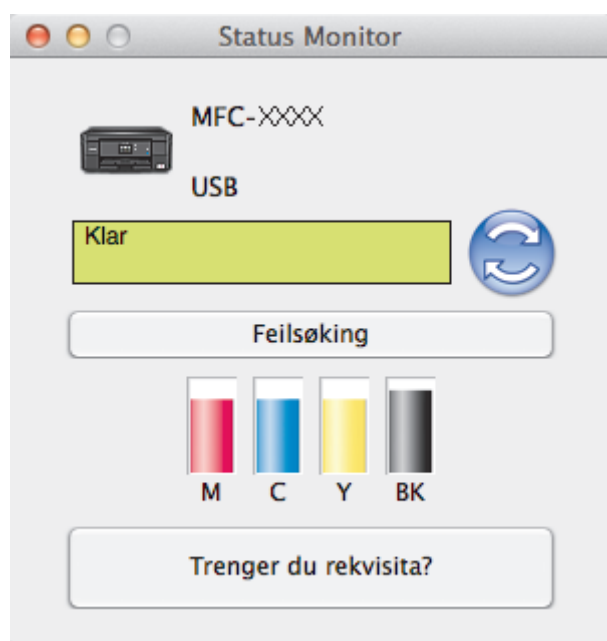 Status Monitor
MFC-XXXX
USB
Klar
Feilsøking
M C Y BK
Trenger du rekvisita?